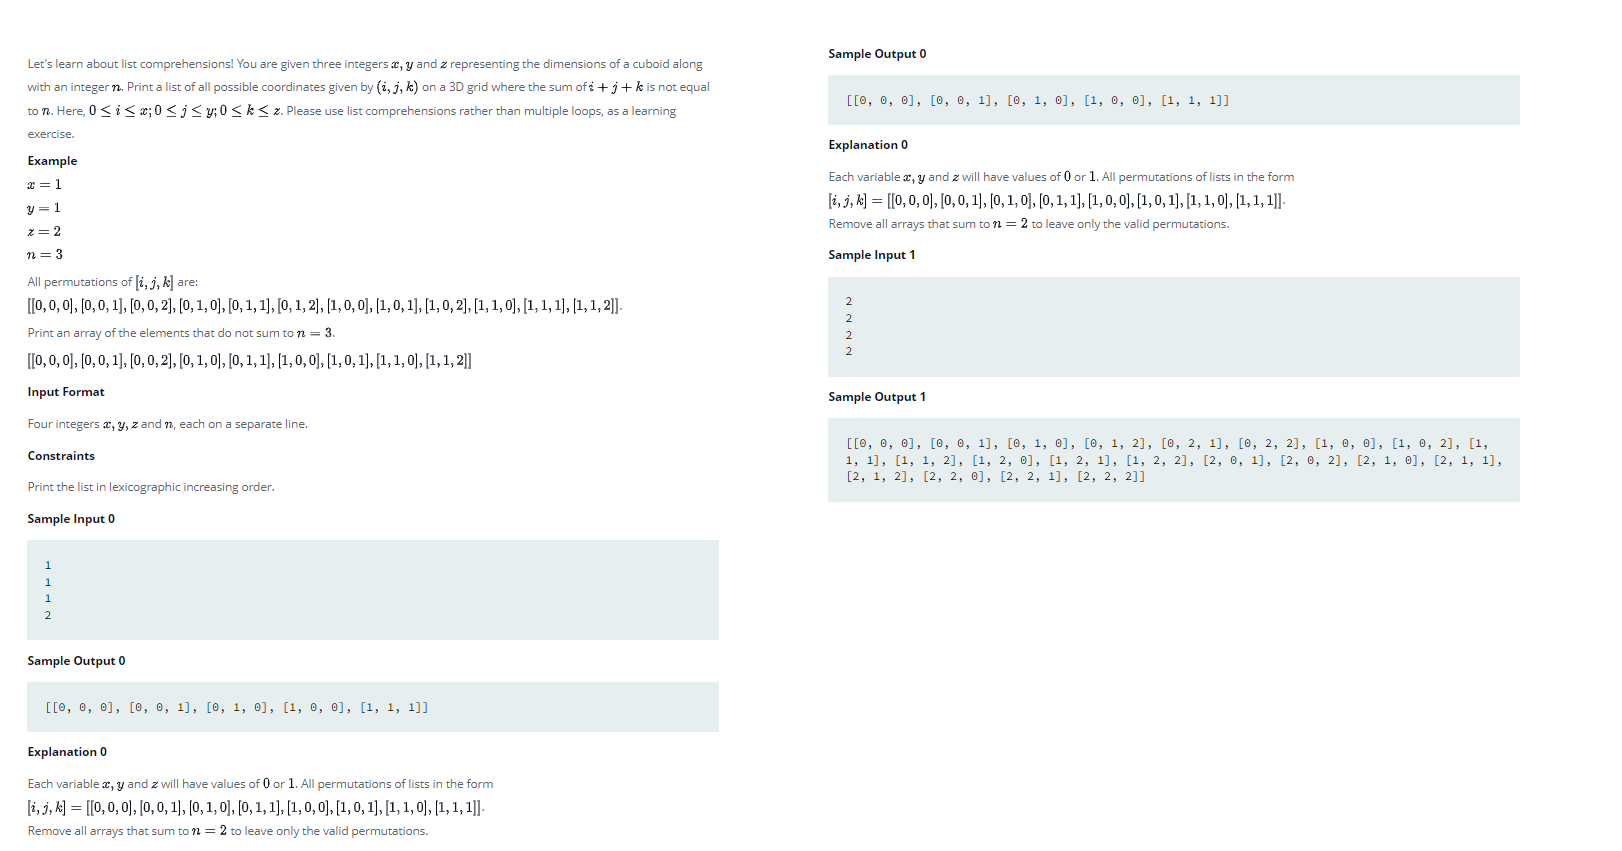 Let's learn about list comprehensions! You are given three integers x, y and z representing the dimensions of a cuboid along
with an integer n. Print a list of all possible coordinates given by (i, j, k) on a 3D grid where the sum of i + j + k is not equal
to n. Here, 0 ≤ i ≤ x; 0 ≤ j ≤ y; 0 ≤ k ≤ z. Please use list comprehensions rather than multiple loops, as a learning
exercise.
Example
x = 1
y = 1
z = 2
n = 3
All permutations of [i, j, k] are:
[[0, 0, 0], [0, 0, 1], [0, 0, 2], [0, 1, 0], [0, 1, 1], [0, 1, 2], [1, 0, 0], [1, 0, 1], [1, 0, 2], [1, 1, 0], [1, 1, 1], [1, 1, 2]].
Print an array of the elements that do not sum to n = 3.
[[0, 0, 0], [0, 0, 1], [0, 0, 2], [0, 1, 0], [0, 1, 1], [1, 0, 0], [1, 0, 1], [1, 1, 0], [1, 1, 2]]
Input Format
Four integers x, y, z and n, each on a separate line.
Constraints
Print the list in lexicographic increasing order.
Sample Input 0
1
1
1
2
Sample Output 0
[[0, 0, 0], [0, 0, 1], [0, 1, 0], [1, 0, 0], [1, 1, 1]]
Explanation 0
Each variable x, y and z will have values of 0 or 1. All permutations of lists in the form
[i, j, k] = [[0, 0, 0], [0, 0, 1], [0, 1, 0], [0, 1, 1], [1, 0, 0], [1, 0, 1], [1, 1, 0], [1, 1, 1]].
Remove all arrays that sum to n = 2 to leave only the valid permutations.
Sample Output 0
[[0, 0, 0], [0, 0, 1], [0, 1, 0], [1, 0, 0], [1, 1, 1]]
Explanation 0
Each variable x, y and z will have values of 0 or 1. All permutations of lists in the form
[i, j, k] = [[0, 0, 0], [0, 0, 1], [0, 1, 0], [0, 1, 1], [1, 0, 0], [1, 0, 1], [1, 1, 0], [1, 1, 1]].
Remove all arrays that sum to n = 2 to leave only the valid permutations.
Sample Input 1
2
2
2
2
Sample Output 1
[[0, 0, 0], [0, 0, 1], [0, 1, 0], [0, 1, 2], [0, 2, 1], [0, 2, 2], [1, 0, 0], [1, 0, 2], [1,
1, 1], [1, 1, 2], [1, 2, 0], [1, 2, 1], [1, 2, 2], [2, 0, 1], [2, 0, 2], [2, 1, 0], [2, 1, 1],
[2, 1, 2], [2, 2, 0], [2, 2, 1], [2, 2, 2]]